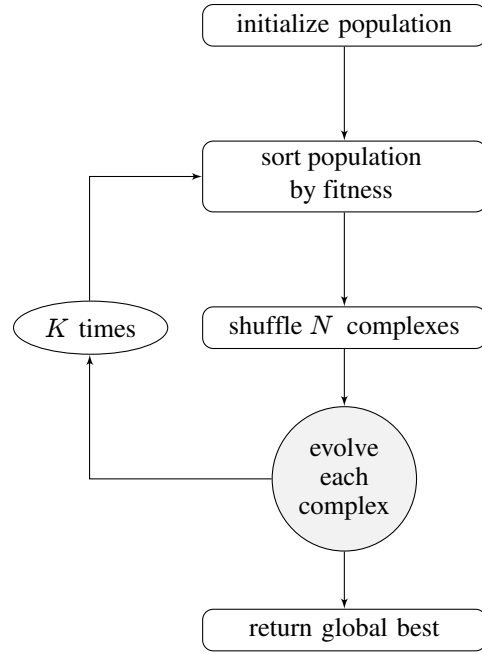 initialize population
sort population
by fitness
K times
shuffle N complexes
evolve
each
complex
return global best